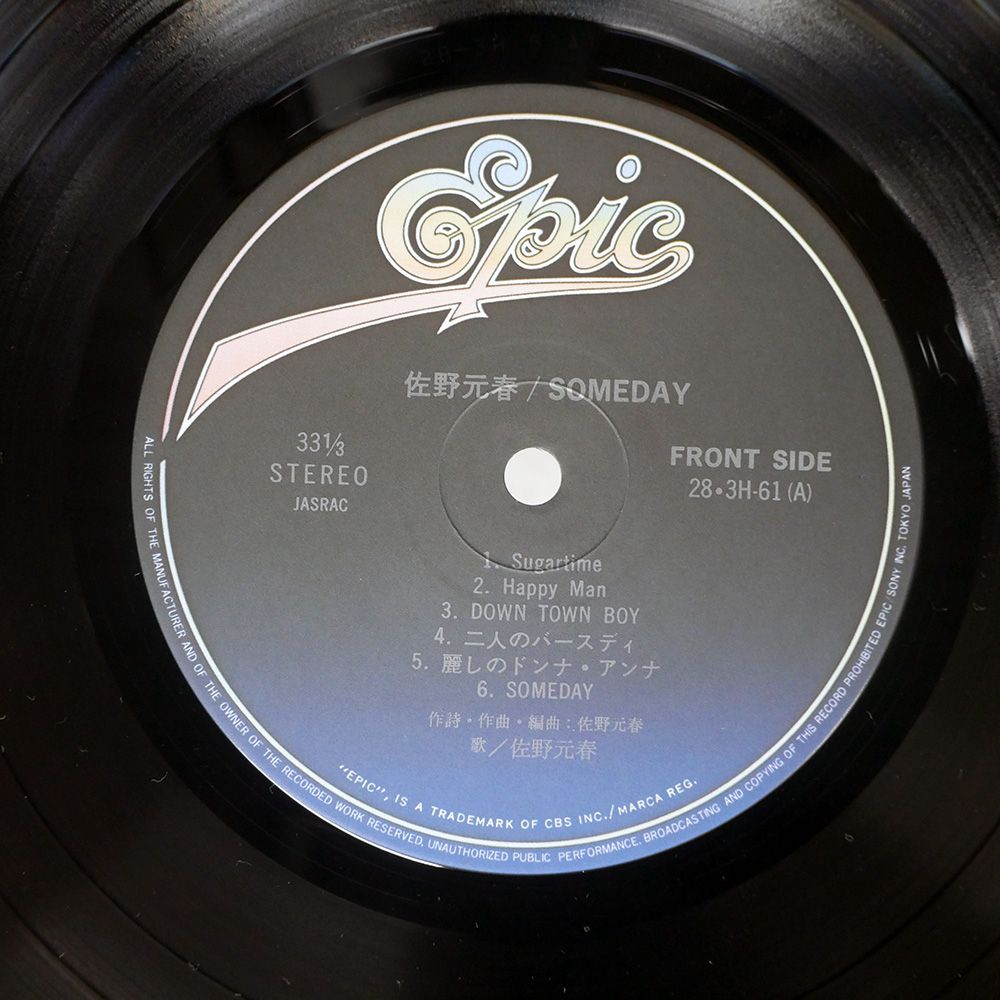 Epic
佐野元春 / SOMEDAY
33⅓
STEREO
JASRAC
FRONT SIDE
28・3H-61 (A)
1. Sugartime
2. Happy Man
3. DOWN TOWN BOY
4. 二人のバースディ
5. 麗しのドンナ・アンナ
6. SOMEDAY
作詩・作曲・編曲：佐野元春
歌／佐野元春
"EPIC", IS A TRADEMARK OF CBS INC./MARCA REG.
ALL RIGHTS OF THE MANUFACTURER AND OF THE OWNER OF THE RECORDED WORK RESERVED, UNAUTHORIZED PUBLIC PERFORMANCE, BROADCASTING AND COPYING OF THIS RECORD PROHIBITED EPIC/SONY INC. TOKYO JAPAN